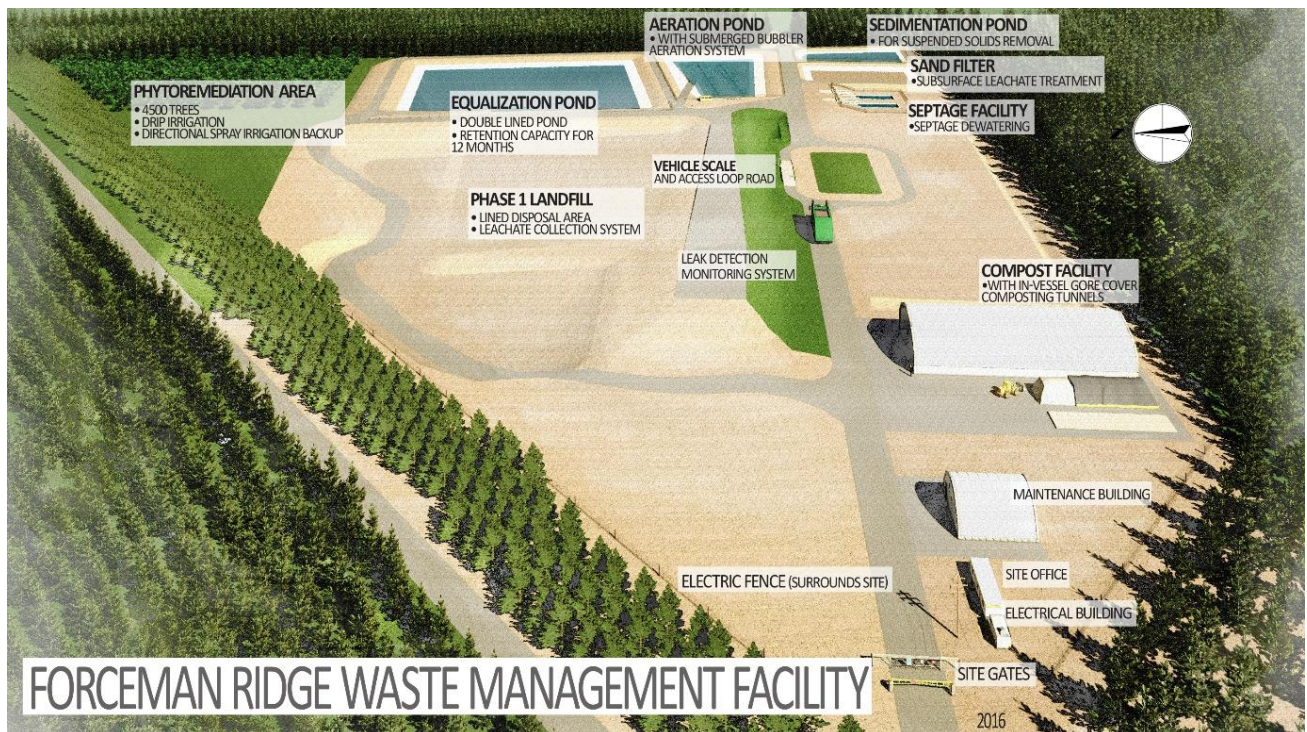 AERATION POND
• WITH SUBMERGED BUBBLER
AERATION SYSTEM
SEDIMENTATION POND
• FOR SUSPENDED SOLIDS REMOVAL
SAND FILTER
•SUBSURFACE LEACHATE TREATMENT
PHYTOREMEDIATION AREA
• 4500 TREES
• DRIP IRRIGATION
• DIRECTIONAL SPRAY IRRIGATION BACKUP
EQUALIZATION POND
• DOUBLE LINED POND
• RETENTION CAPACITY FOR
12 MONTHS
SEPTAGE FACILITY
•SEPTAGE DEWATERING
VEHICLE SCALE
AND ACCESS LOOP ROAD
PHASE 1 LANDFILL
• LINED DISPOSAL AREA
• LEACHATE COLLECTION SYSTEM
LEAK DETECTION
MONITORING SYSTEM
COMPOST FACILITY
•WITH IN-VESSEL GORE COVER
COMPOSTING TUNNELS
MAINTENANCE BUILDING
ELECTRIC FENCE (SURROUNDS SITE)
SITE OFFICE
ELECTRICAL BUILDING
SITE GATES
FORCEMAN RIDGE WASTE MANAGEMENT FACILITY
2016